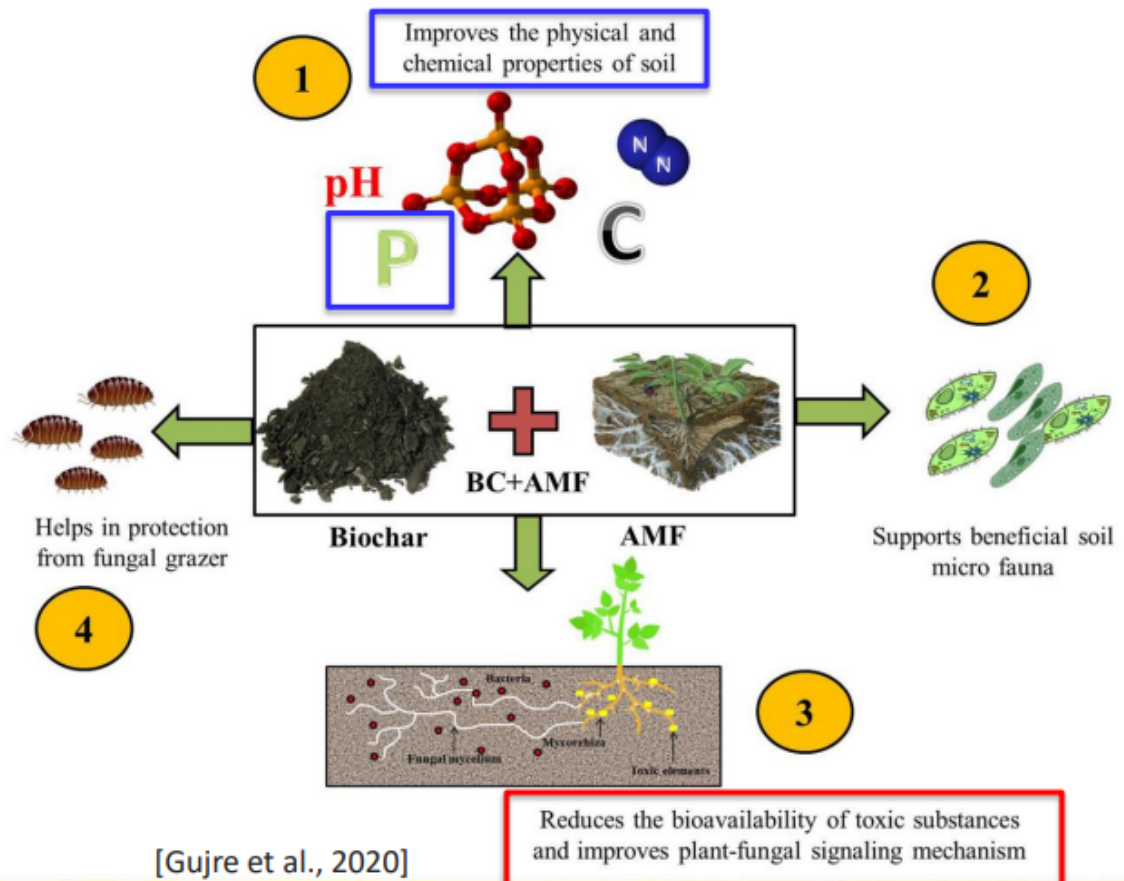 1
Improves the physical and
chemical properties of soil
N
N
pH
P
C
2
BC+AMF
Biochar
AMF
Helps in protection
from fungal grazer
4
Supports beneficial soil
micro fauna
Bacteria
Mycorrhiza
Fungal mycelium
Toxic elements
3
Reduces the bioavailability of toxic substances
and improves plant-fungal signaling mechanism
[Gujre et al., 2020]